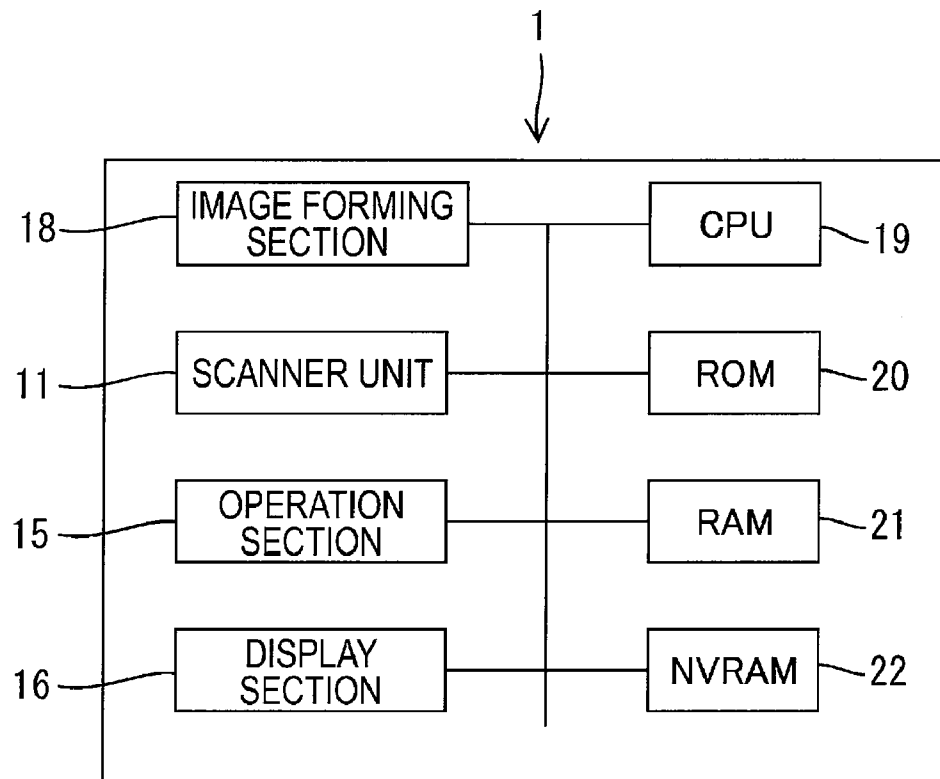 1
IMAGE FORMING
SECTION
18
CPU
19
SCANNER UNIT
11
ROM
20
OPERATION
SECTION
15
RAM
21
DISPLAY
SECTION
16
NVRAM
22